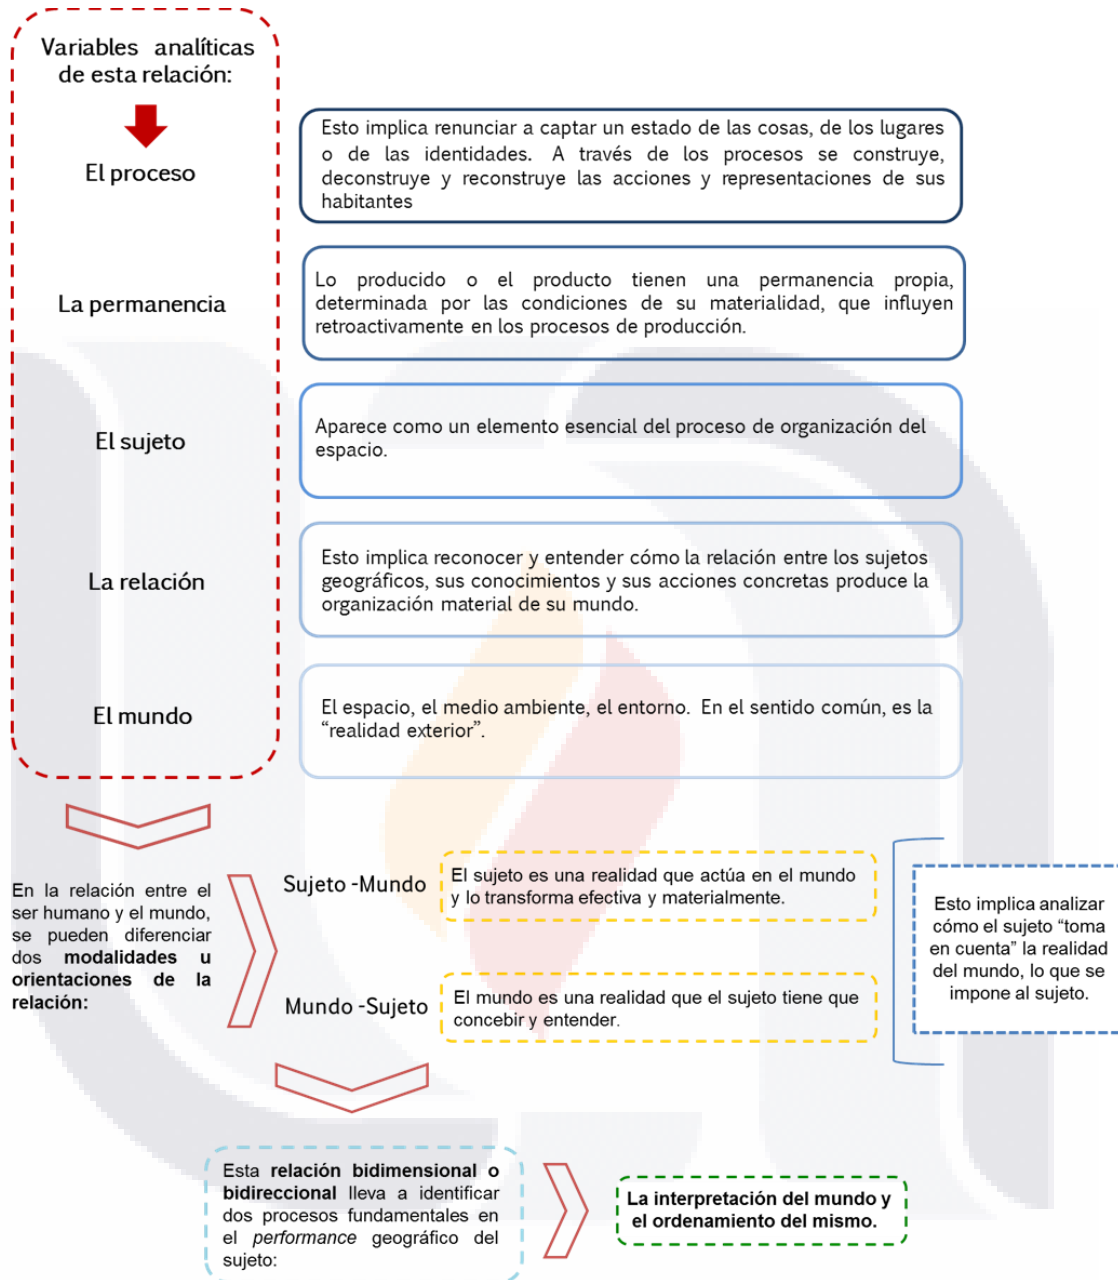 Variables analíticas
de esta relación:
El proceso
Esto implica renunciar a captar un estado de las cosas, de los lugares
o de las identidades. A través de los procesos se construye,
deconstruye y reconstruye las acciones y representaciones de sus
habitantes
La permanencia
Lo producido o el producto tienen una permanencia propia,
determinada por las condiciones de su materialidad, que influyen
retroactivamente en los procesos de producción.
El sujeto
Aparece como un elemento esencial del proceso de organización del
espacio.
La relación
Esto implica reconocer y entender cómo la relación entre los sujetos
geográficos, sus conocimientos y sus acciones concretas produce la
organización material de su mundo.
El mundo
El espacio, el medio ambiente, el entorno. En el sentido común, es la
“realidad exterior”.
En la relación entre el
ser humano y el mundo,
se pueden diferenciar
dos modalidades u
orientaciones de la
relación:
Sujeto -Mundo
El sujeto es una realidad que actúa en el mundo
y lo transforma efectiva y materialmente.
Mundo -Sujeto
El mundo es una realidad que el sujeto tiene que
concebir y entender.
Esto implica analizar
cómo el sujeto “toma
en cuenta” la realidad
del mundo, lo que se
impone al sujeto.
Esta relación bidimensional o
bidireccional lleva a identificar
dos procesos fundamentales en
el performance geográfico del
sujeto:
La interpretación del mundo y
el ordenamiento del mismo.